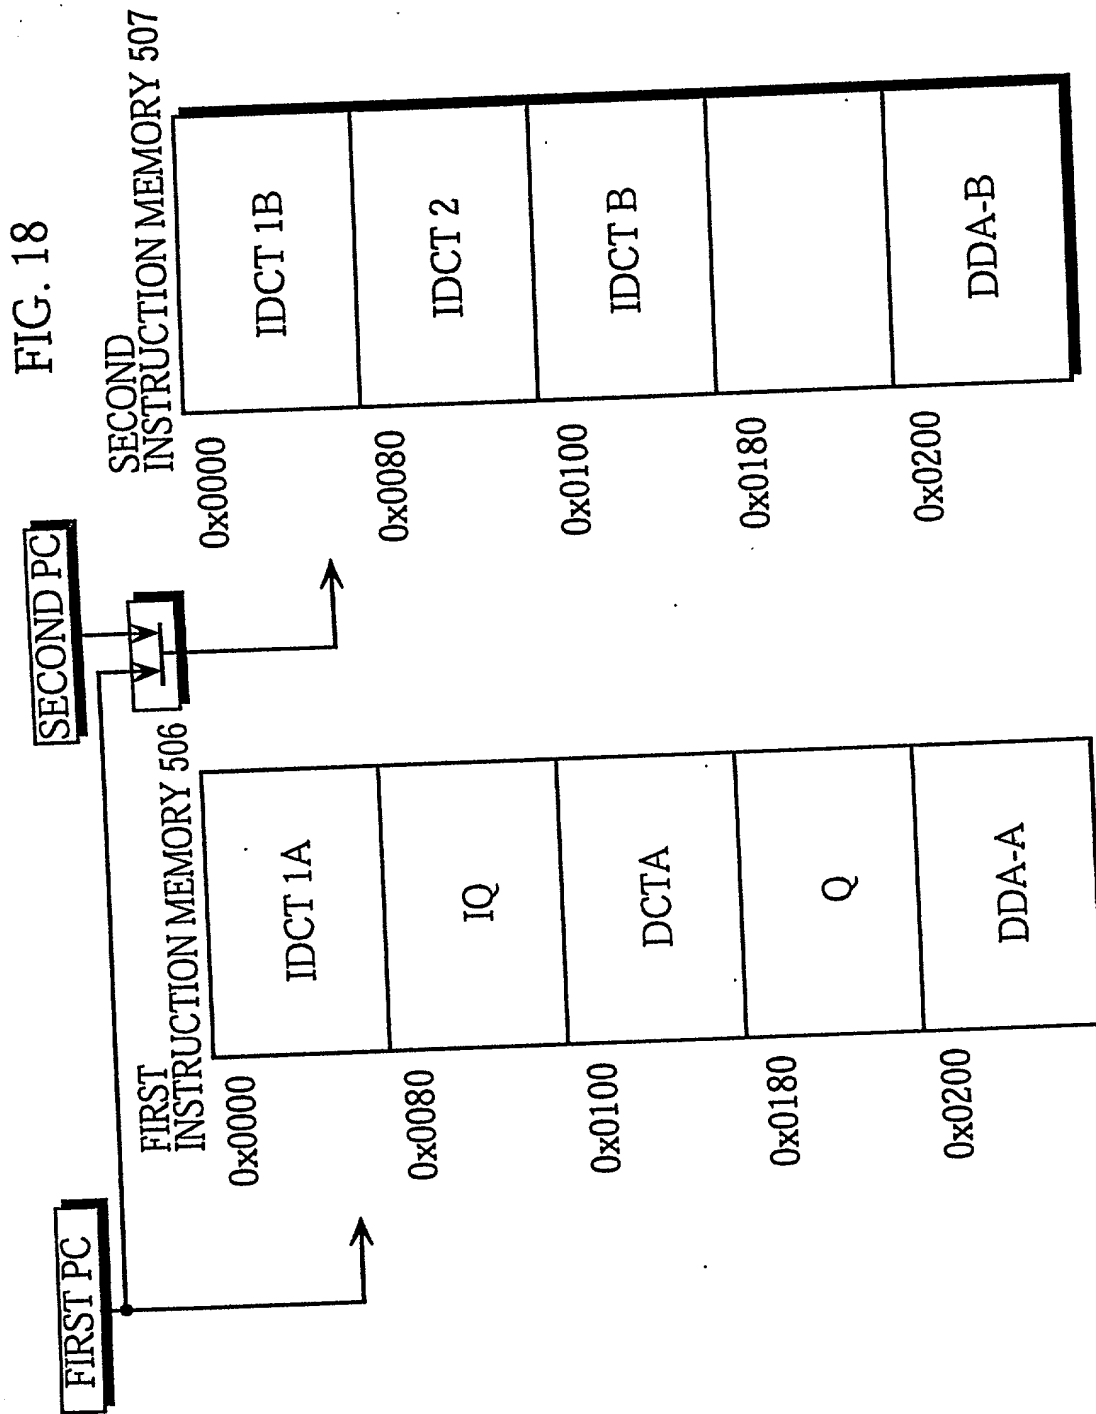 FIG. 18
FIRST PC
SECOND PC
FIRST
INSTRUCTION MEMORY 506
0x0000
IDCT 1A
0x0080
IQ
0x0100
DCTA
0x0180
Q
0x0200
DDA-A
SECOND
INSTRUCTION MEMORY 507
0x0000
IDCT 1B
0x0080
IDCT 2
0x0100
IDCT B
0x0180
0x0200
DDA-B